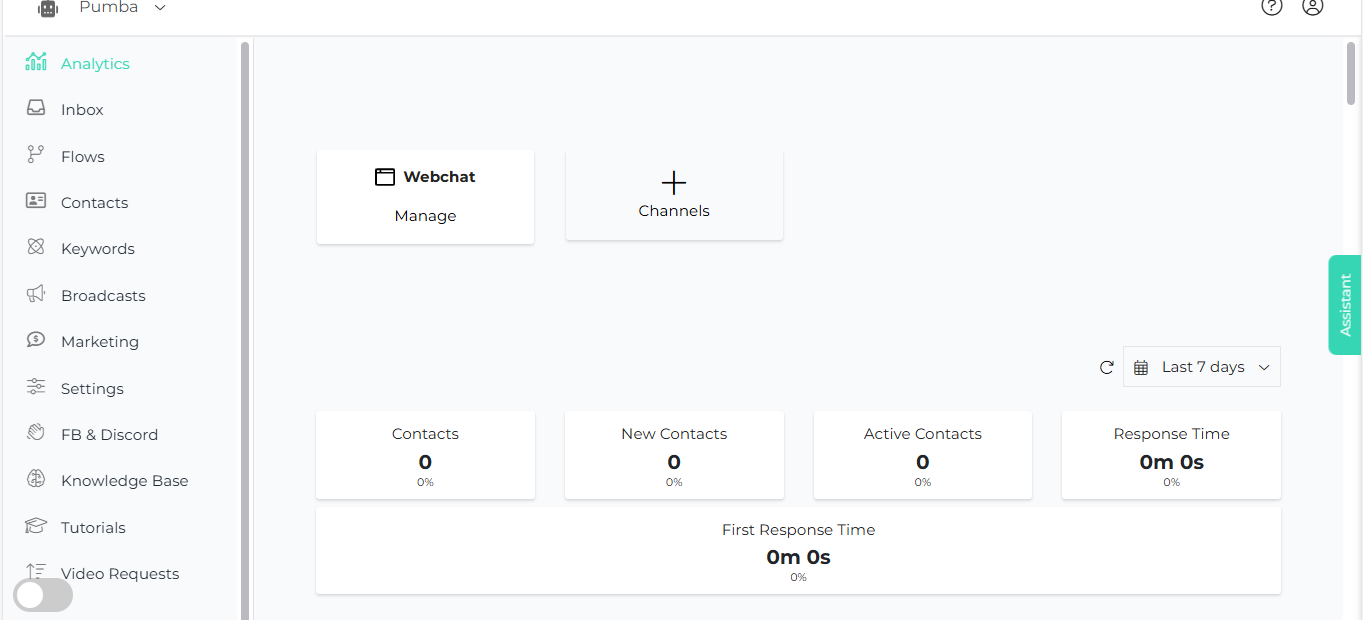 Pumba
Analytics
Inbox
Flows
Contacts
Keywords
Broadcasts
Marketing
Settings
FB & Discord
Knowledge Base
Tutorials
Video Requests
Webchat
Manage
Channels
Assistant
Last 7 days
Contacts
0
0%
New Contacts
0
0%
Active Contacts
0
0%
Response Time
0m 0s
0%
First Response Time
0m 0s
0%